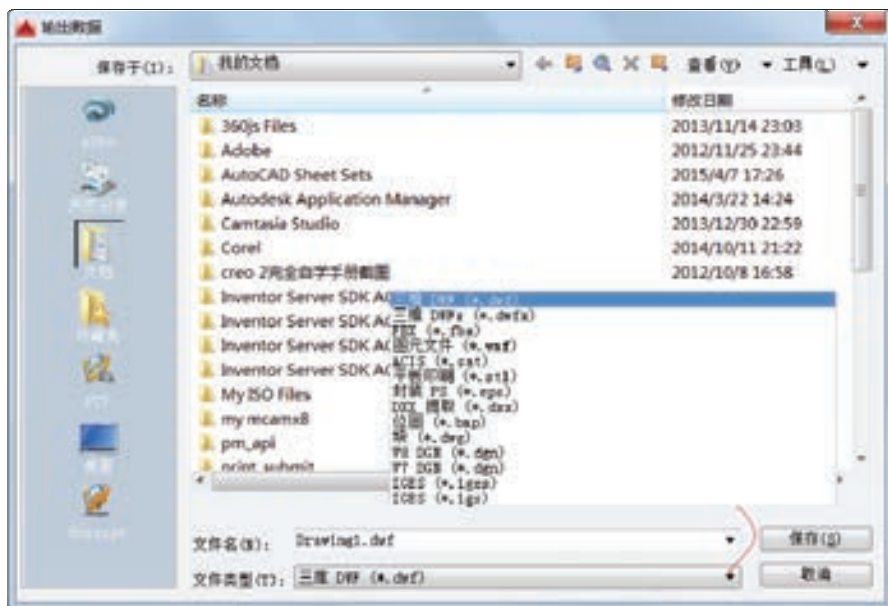 输出数据
保存于(I): 我的文档 查看(V) 工具(L)
名称 修改日期
360js Files 2013/11/14 23:03
Adobe 2012/11/25 23:44
AutoCAD Sheet Sets 2015/4/7 17:26
Autodesk Application Manager 2014/3/22 14:24
Camtasia Studio 2013/12/30 22:59
Corel 2014/10/11 21:22
creo 2完全自学手册截图 2012/10/8 16:58
Inventor Server SDK AC 三维 DWF (*.dwf)
三维 DWFx (*.dwfx)
Inventor Server SDK AC
FBX (*.fbx)
Inventor Server SDK AC 图元文件 (*.wmf)
ACIS (*.sat)
Inventor Server SDK AC 平板印刷 (*.stl)
My ISO Files 封装 PS (*.eps)
DXX 提取 (*.dxx)
my mcamx8 位图 (*.bmp)
块 (*.dwg)
pm_api V8 DGN (*.dgn)
print_submit V7 DGN (*.dgn)
IGES (*.iges)
IGES (*.igs)
文件名(N): Drawing1.dwf 保存(S)
文件类型(T): 三维 DWF (*.dwf) 取消